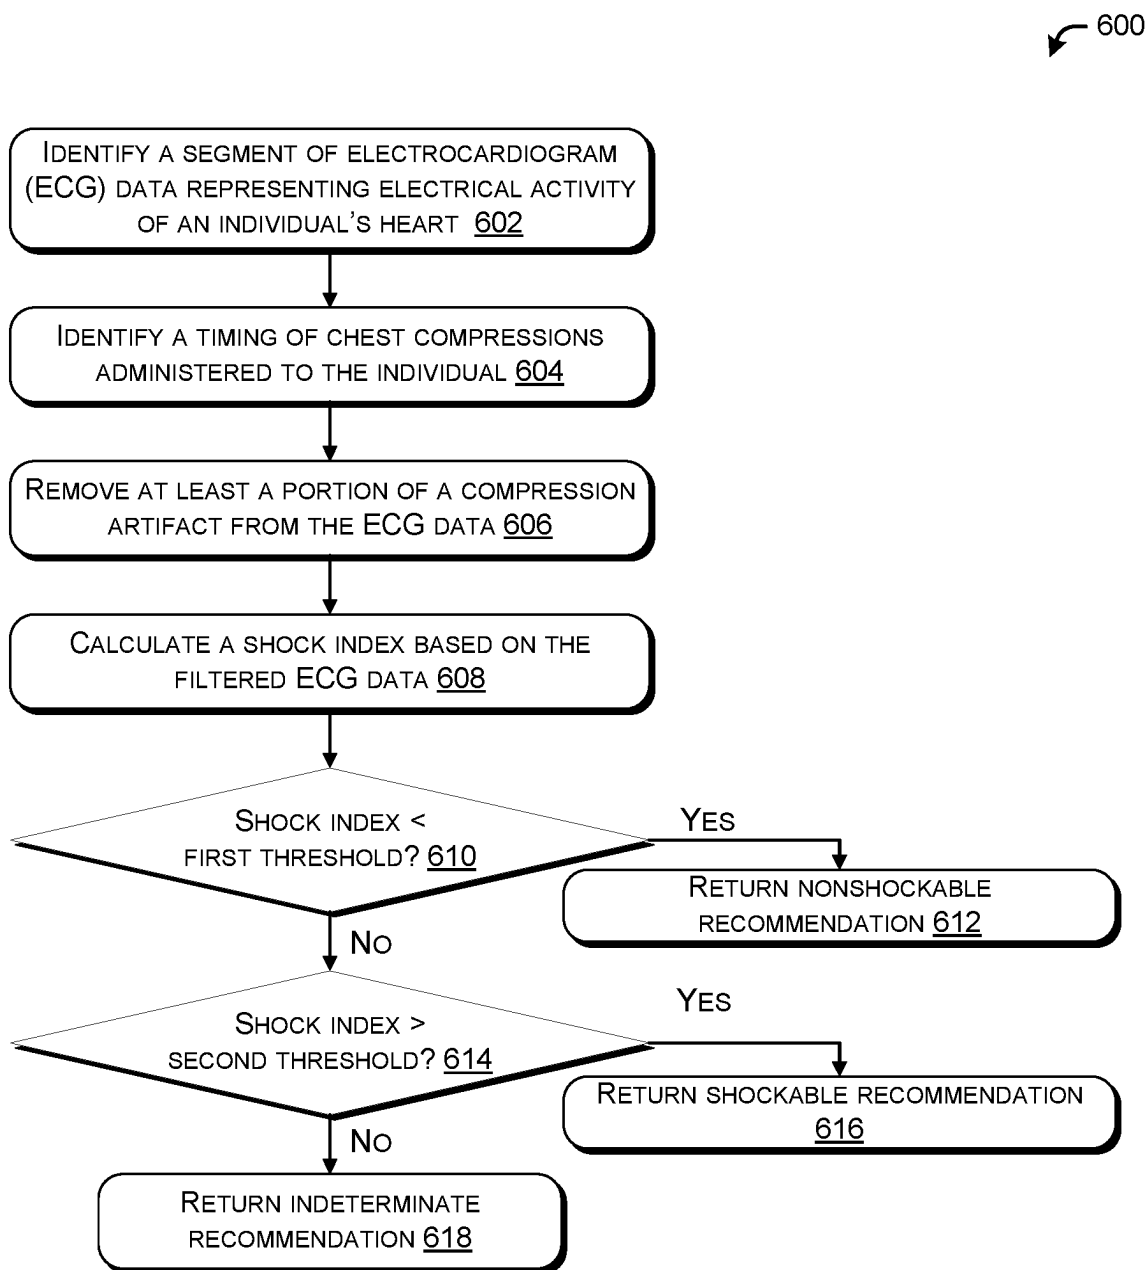 600
IDENTIFY A SEGMENT OF ELECTROCARDIOGRAM
(ECG) DATA REPRESENTING ELECTRICAL ACTIVITY
OF AN INDIVIDUAL'S HEART 602
IDENTIFY A TIMING OF CHEST COMPRESSIONS
ADMINISTERED TO THE INDIVIDUAL 604
REMOVE AT LEAST A PORTION OF A COMPRESSION
ARTIFACT FROM THE ECG DATA 606
CALCULATE A SHOCK INDEX BASED ON THE
FILTERED ECG DATA 608
SHOCK INDEX <
FIRST THRESHOLD? 610
YES
RETURN NONSHOCKABLE
RECOMMENDATION 612
NO
SHOCK INDEX >
SECOND THRESHOLD? 614
YES
RETURN SHOCKABLE RECOMMENDATION
616
NO
RETURN INDETERMINATE
RECOMMENDATION 618